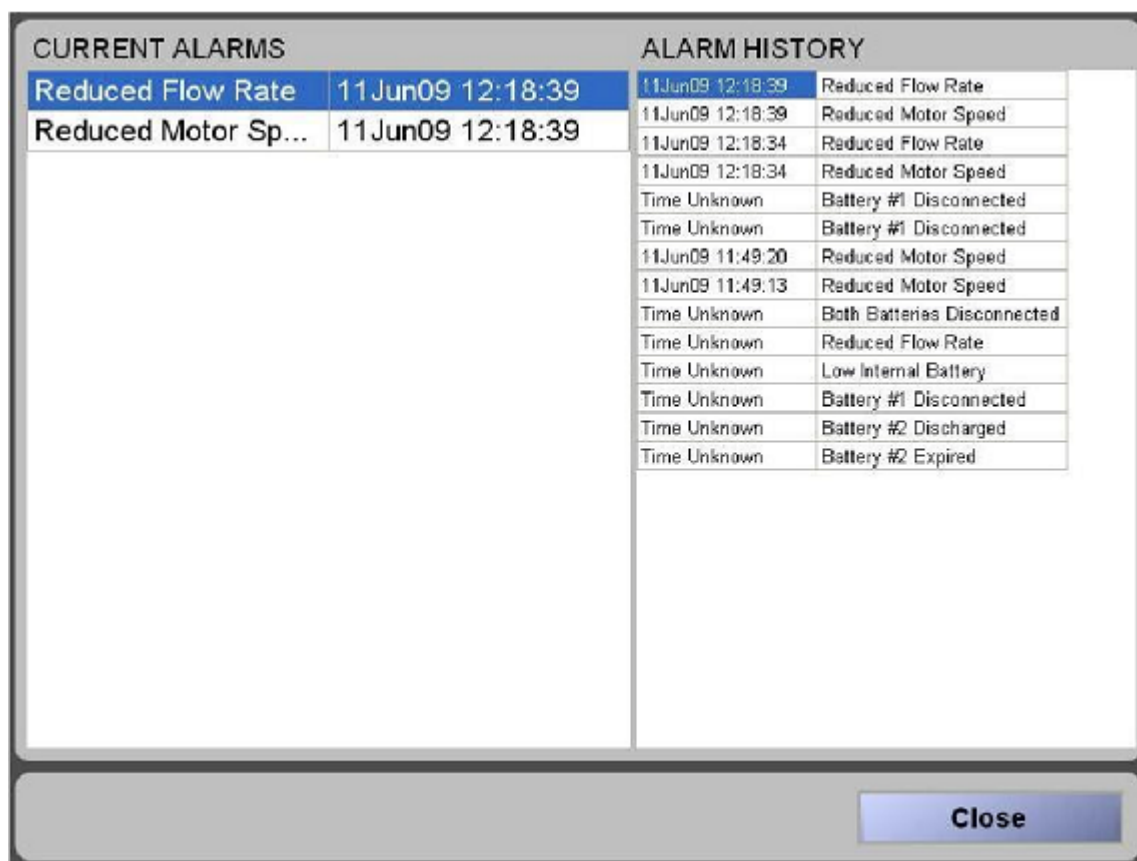 CURRENT ALARMS
Reduced Flow Rate 11Jun09 12:18:39
Reduced Motor Sp... 11Jun09 12:18:39
ALARM HISTORY
11Jun09 12:18:39 Reduced Flow Rate
11Jun09 12:18:39 Reduced Motor Speed
11Jun09 12:18:34 Reduced Flow Rate
11Jun09 12:18:34 Reduced Motor Speed
Time Unknown Battery #1 Disconnected
Time Unknown Battery #1 Disconnected
11Jun09 11:49:20 Reduced Motor Speed
11Jun09 11:49:13 Reduced Motor Speed
Time Unknown Both Batteries Disconnected
Time Unknown Reduced Flow Rate
Time Unknown Low Internal Battery
Time Unknown Battery #1 Disconnected
Time Unknown Battery #2 Discharged
Time Unknown Battery #2 Expired
Close